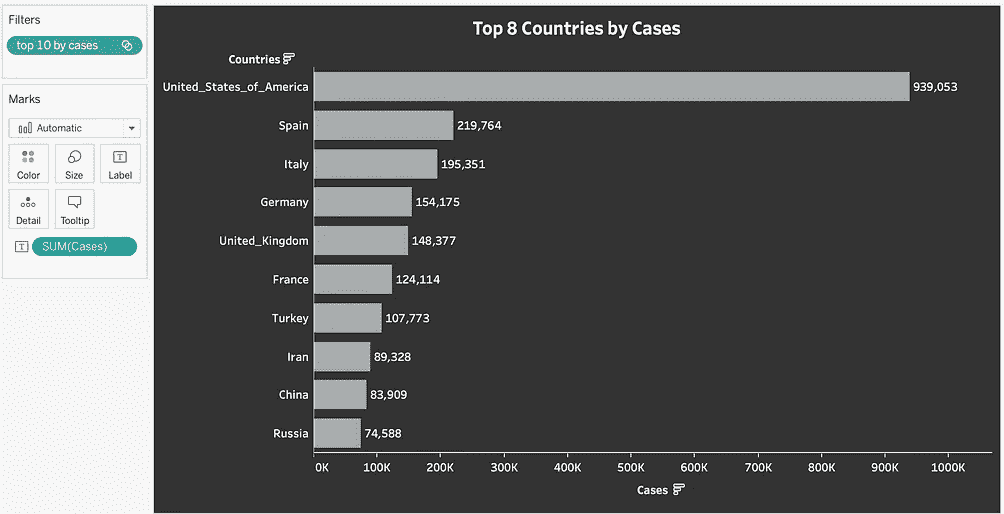 Filters
top 10 by cases
Marks
Automatic
Color Size Label
Detail Tooltip
T SUM(Cases)
Top 8 Countries by Cases
Countries
United_States_of_America 939,053
Spain 219,764
Italy 195,351
Germany 154,175
United_Kingdom 148,377
France 124,114
Turkey 107,773
Iran 89,328
China 83,909
Russia 74,588
0K 100K 200K 300K 400K 500K 600K 700K 800K 900K 1000K
Cases